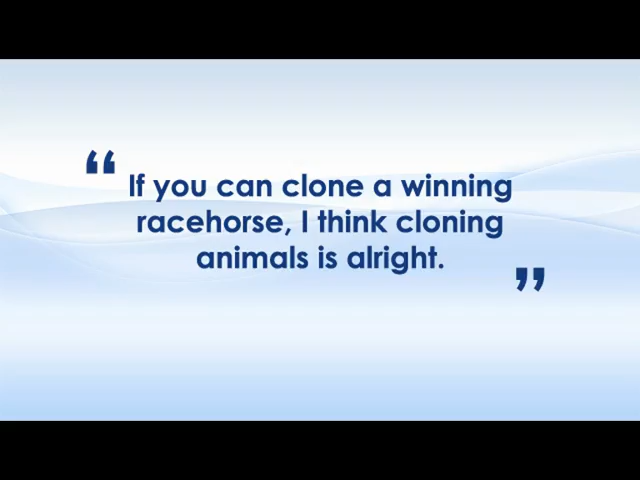 “ If you can clone a winning
racehorse, I think cloning
animals is alright. ”